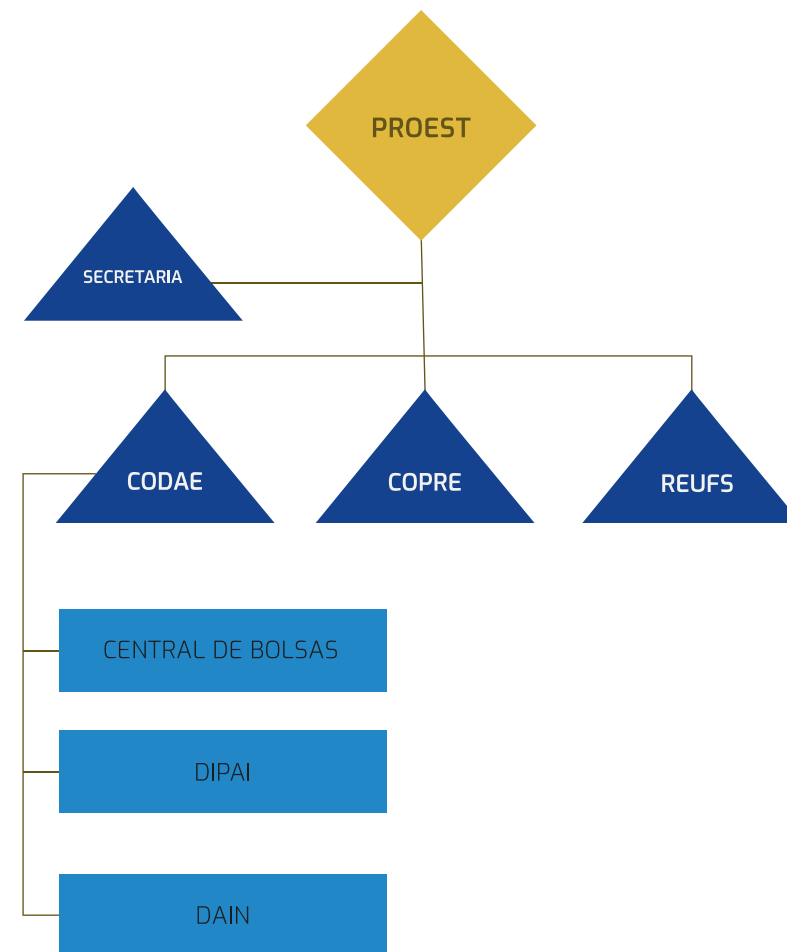 PROEST
SECRETARIA
CODAE
COPRE
REUFS
CENTRAL DE BOLSAS
DIPAI
DAIN